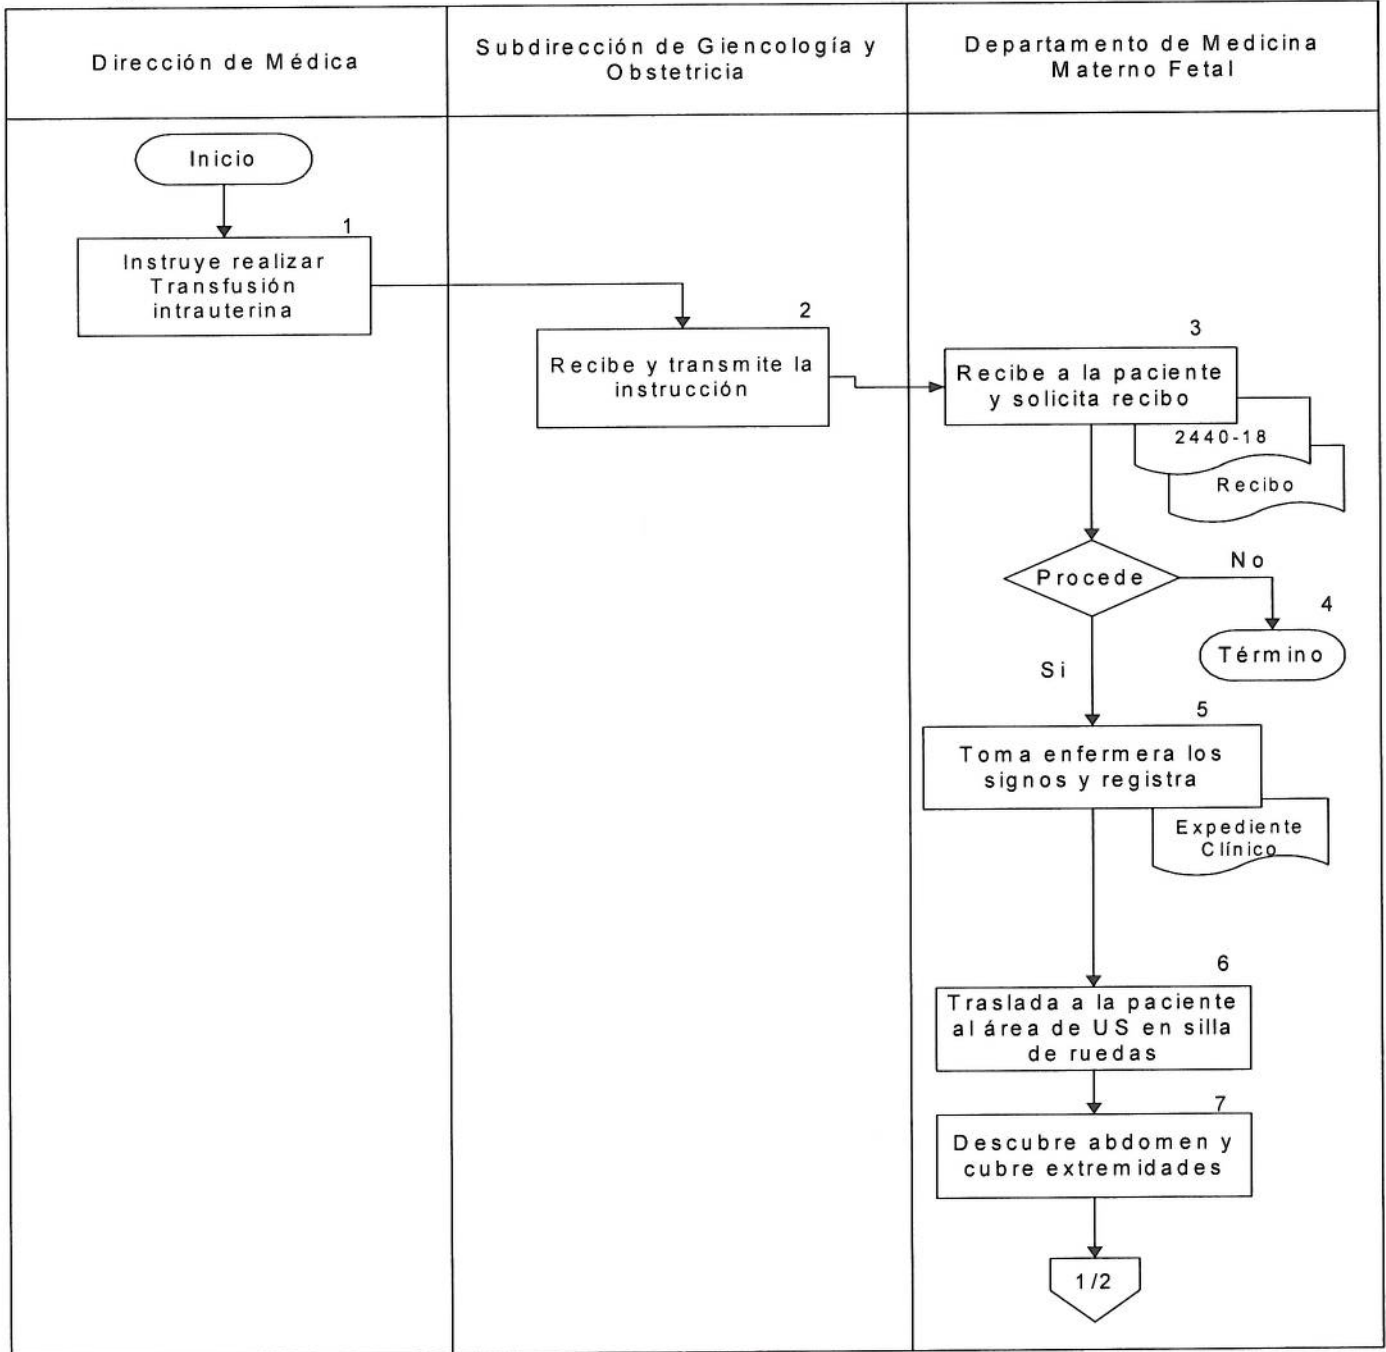 Dirección de Médica
Subdirección de Giencología y
Obstetricia
Departamento de Medicina
Materno Fetal
Inicio
1
Instruye realizar
Transfusión
intrauterina
2
Recibe y transmite la
instrucción
3
Recibe a la paciente
y solicita recibo
2440-18
Recibo
Procede
No
4
Término
Si
5
Toma enfermera los
signos y registra
Expediente
Clínico
6
Traslada a la paciente
al área de US en silla
de ruedas
7
Descubre abdomen y
cubre extremidades
1/2